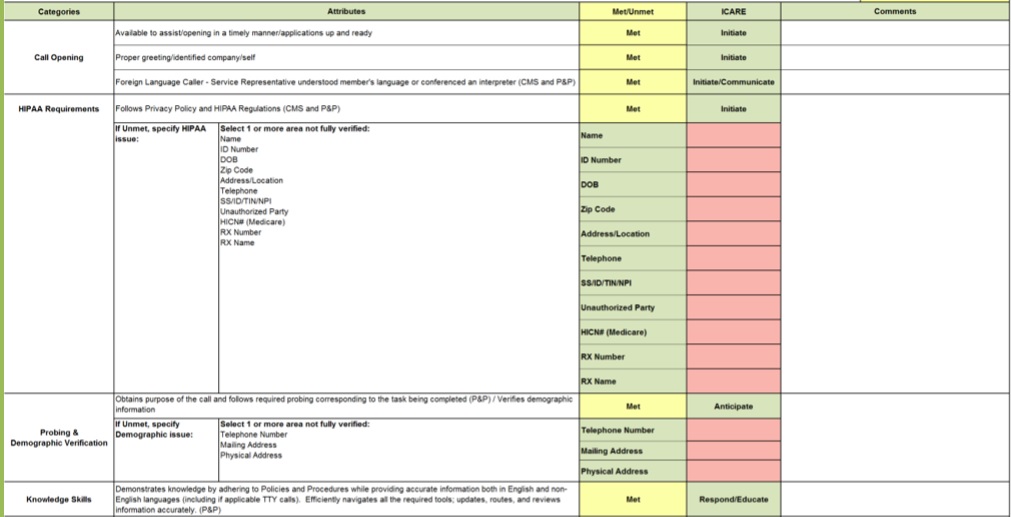 Categories Attributes Met/Unmet ICARE Comments
Call Opening
Available to assist/opening in a timely manner/applications up and ready Met Initiate
Proper greeting/identified company/self Met Initiate
Foreign Language Caller - Service Representative understood member's language or conferenced an interpreter (CMS and P&P) Met Initiate/Communicate
HIPAA Requirements Follows Privacy Policy and HIPAA Regulations (CMS and P&P) Met Initiate
If Unmet, specify HIPAA
issue:
Select 1 or more area not fully verified:
Name
ID Number
DOB
Zip Code
Address/Location
Telephone
SS/ID/TIN/NPI
Unauthorized Party
HICN# (Medicare)
RX Number
RX Name
Name
ID Number
DOB
Zip Code
Address/Location
Telephone
SS/ID/TIN/NPI
Unauthorized Party
HICN# (Medicare)
RX Number
RX Name
Probing &
Demographic Verification
Obtains purpose of the call and follows required probing corresponding to the task being completed (P&P) / Verifies demographic
information
Met Anticipate
If Unmet, specify
Demographic issue:
Select 1 or more area not fully verified:
Telephone Number
Mailing Address
Physical Address
Telephone Number
Mailing Address
Physical Address
Knowledge Skills
Demonstrates knowledge by adhering to Policies and Procedures while providing accurate information both in English and non-
English languages (including if applicable TTY calls). Efficiently navigates all the required tools; updates, routes, and reviews
information accurately. (P&P)
Met Respond/Educate